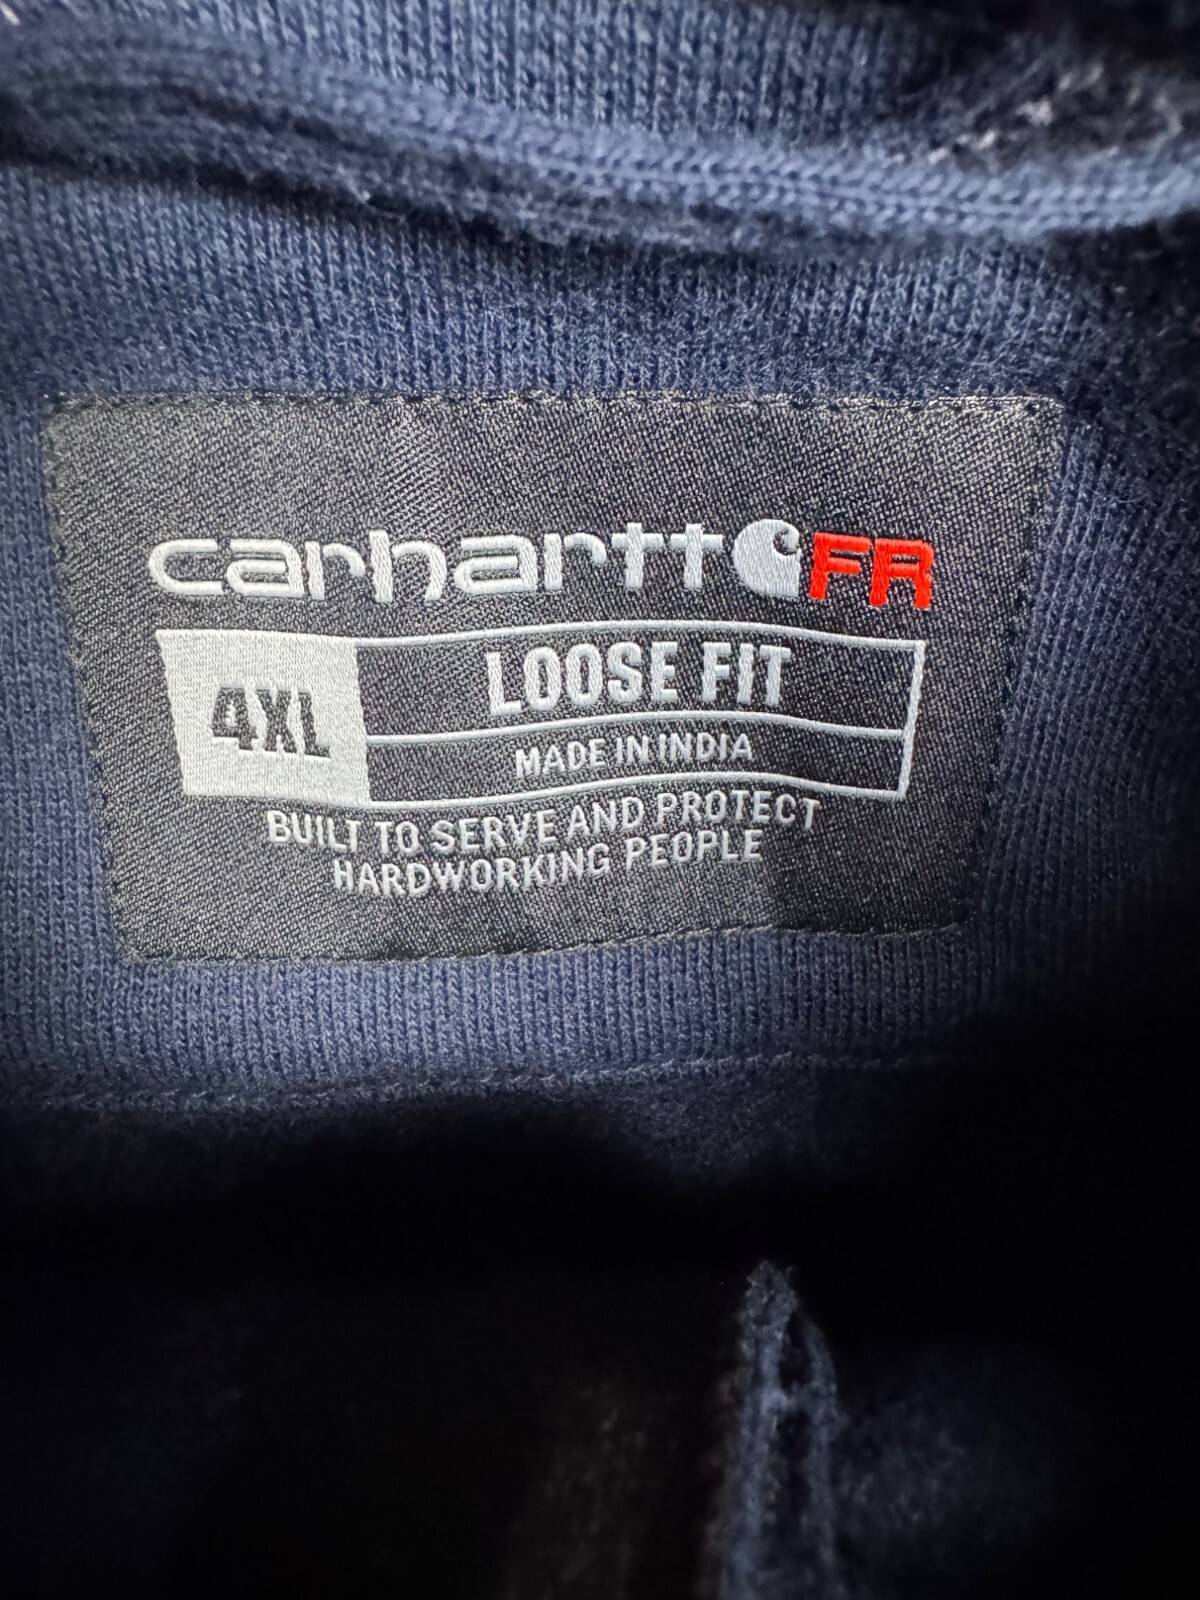 carhartt FR
4XL
LOOSE FIT
MADE IN INDIA
BUILT TO SERVE AND PROTECT
HARDWORKING PEOPLE